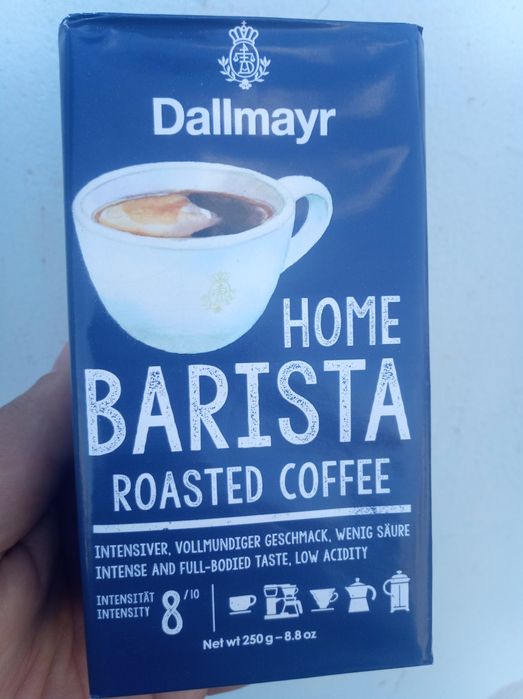 Dallmayr
HOME
BARISTA
ROASTED COFFEE
INTENSIVER, VOLLMUNDIGER GESCHMACK, WENIG SÄURE
INTENSE AND FULL-BODIED TASTE, LOW ACIDITY
INTENSITÄT
INTENSITY
8/10
Net wt 250 g – 8.8 oz